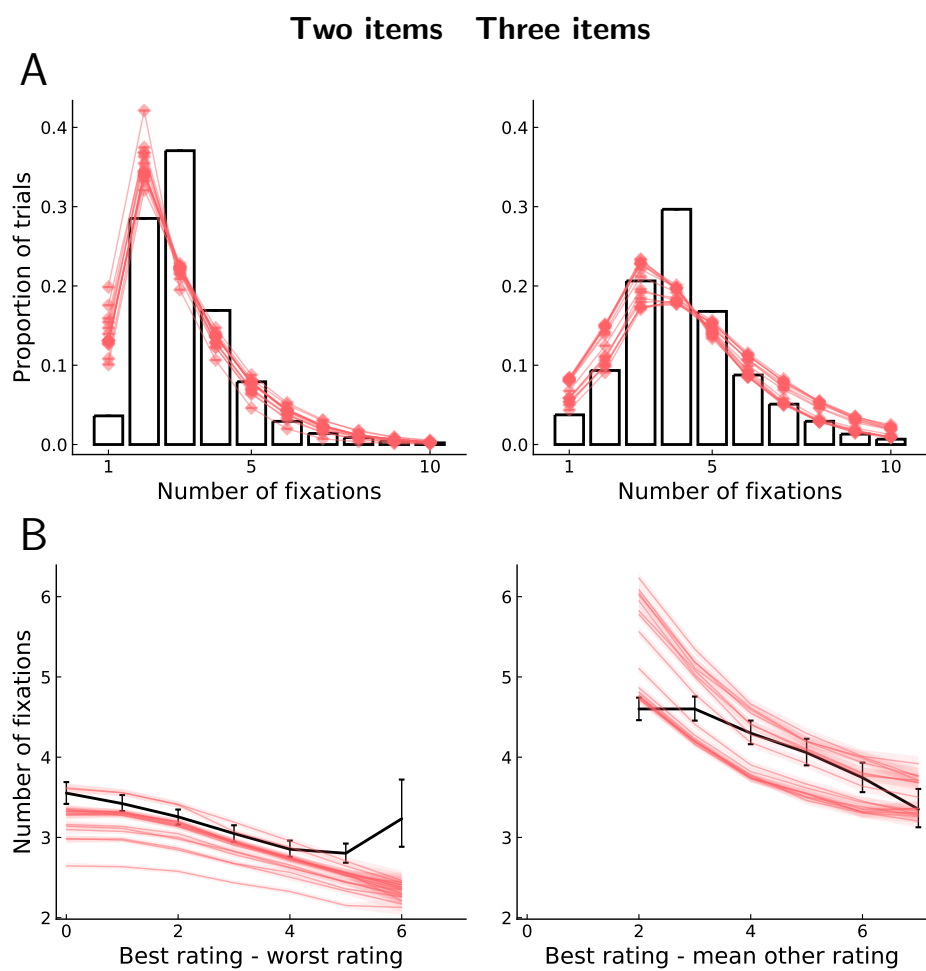 Two items Three items
A
Proportion of trials
0.4
0.3
0.2
0.1
0.0
1 5 10
Number of fixations
0.4
0.3
0.2
0.1
0.0
1 5 10
Number of fixations
B
Number of fixations
6
5
4
3
2
0 2 4 6
Best rating - worst rating
6
5
4
3
2
0 2 4 6
Best rating - mean other rating